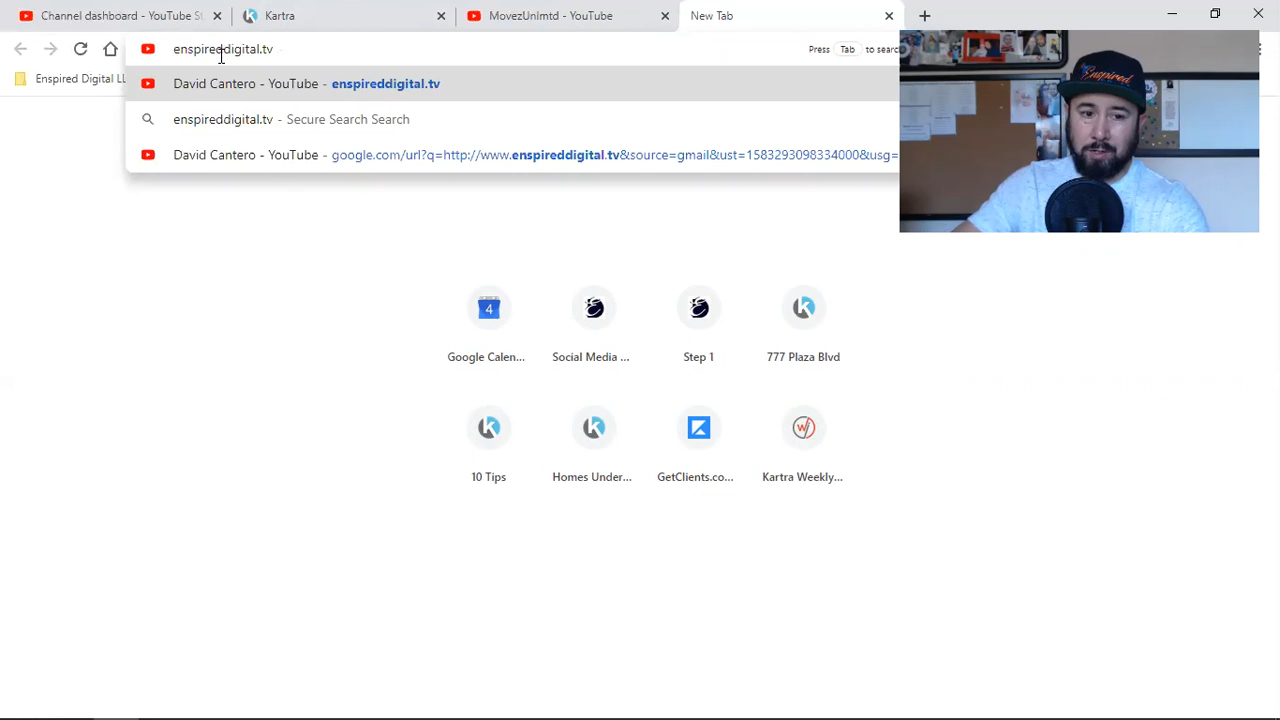 Channel dashboard - YouTube St
Kartra
MovezUnlmtd - YouTube
New Tab
enspireddigital.tv
Press Tab to searc
Enspired Digital LL
David Cantero - YouTube - enspireddigital.tv
enspireddigital.tv - Secure Search Search
David Cantero - YouTube - google.com/url?q=http://www.enspireddigital.tv&source=gmail&ust=1583293098334000&usg=
Enspired
4
Google Calen...
Social Media ...
Step 1
777 Plaza Blvd
10 Tips
Homes Under...
GetClients.co...
Kartra Weekly...